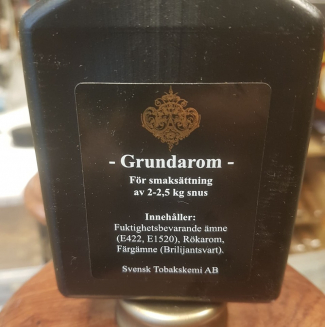 - Grundarom -
För smaksättning
av 2-2,5 kg snus
Innehåller:
Fuktighetsbevarande ämne
(E422, E1520), Rökarom,
Färgämne (Briljantsvart).
Svensk Tobakskemi AB